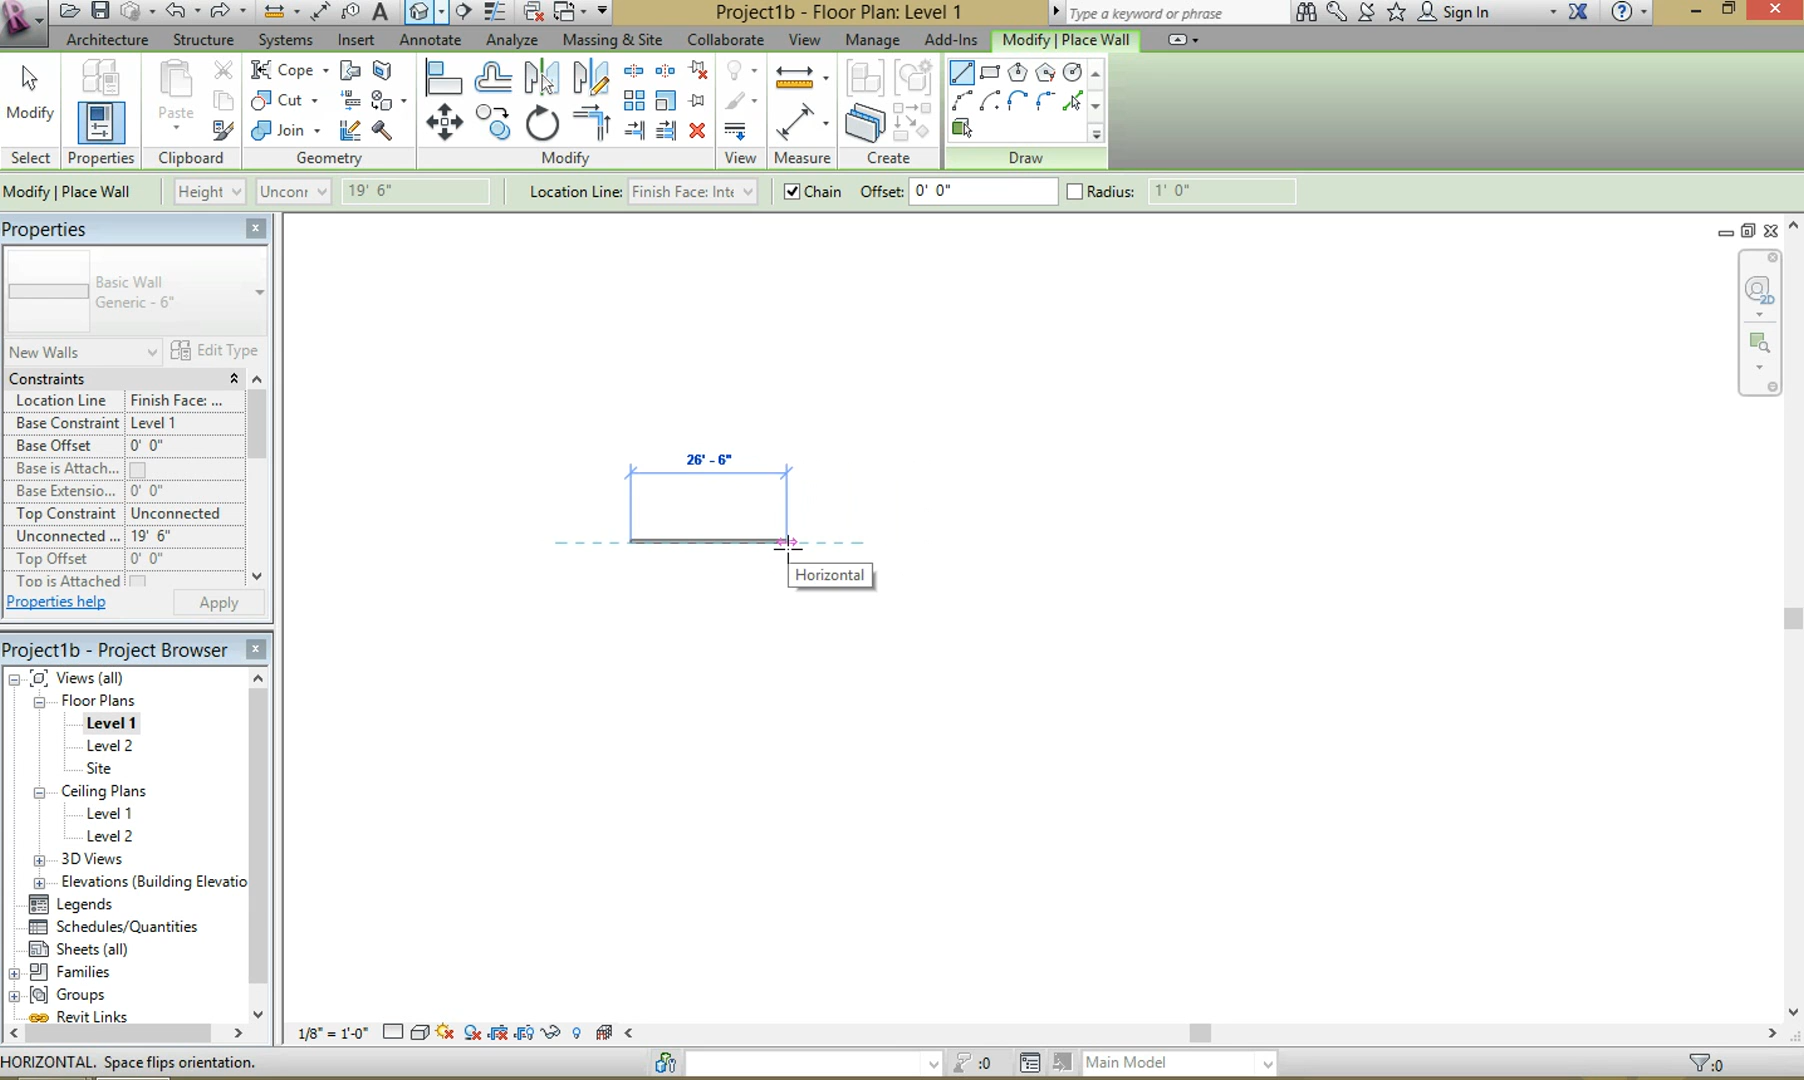 Project1b - Floor Plan: Level 1
Type a keyword or phrase
Sign In
Architecture Structure Systems Insert Annotate Analyze Massing & Site Collaborate View Manage Add-Ins Modify | Place Wall
Modify
Paste
Cope
Cut
Join
Select Properties Clipboard Geometry Modify View Measure Create Draw
Modify | Place Wall Height Unconr 19' 6" Location Line: Finish Face: Inte Chain Offset: 0' 0" Radius: 1' 0"
Properties
Basic Wall
Generic - 6"
New Walls Edit Type
Constraints
Location Line Finish Face: ...
Base Constraint Level 1
Base Offset 0' 0"
Base is Attach...
Base Extensio... 0' 0"
Top Constraint Unconnected
Unconnected ... 19' 6"
Top Offset 0' 0"
Top is Attached
Properties help Apply
2D
26' - 6"
Horizontal
Project1b - Project Browser
Views (all)
Floor Plans
Level 1
Level 2
Site
Ceiling Plans
Level 1
Level 2
3D Views
Elevations (Building Elevatio
Legends
Schedules/Quantities
Sheets (all)
Families
Groups
Revit Links
1/8" = 1'-0"
HORIZONTAL. Space flips orientation.
:0
Main Model
:0